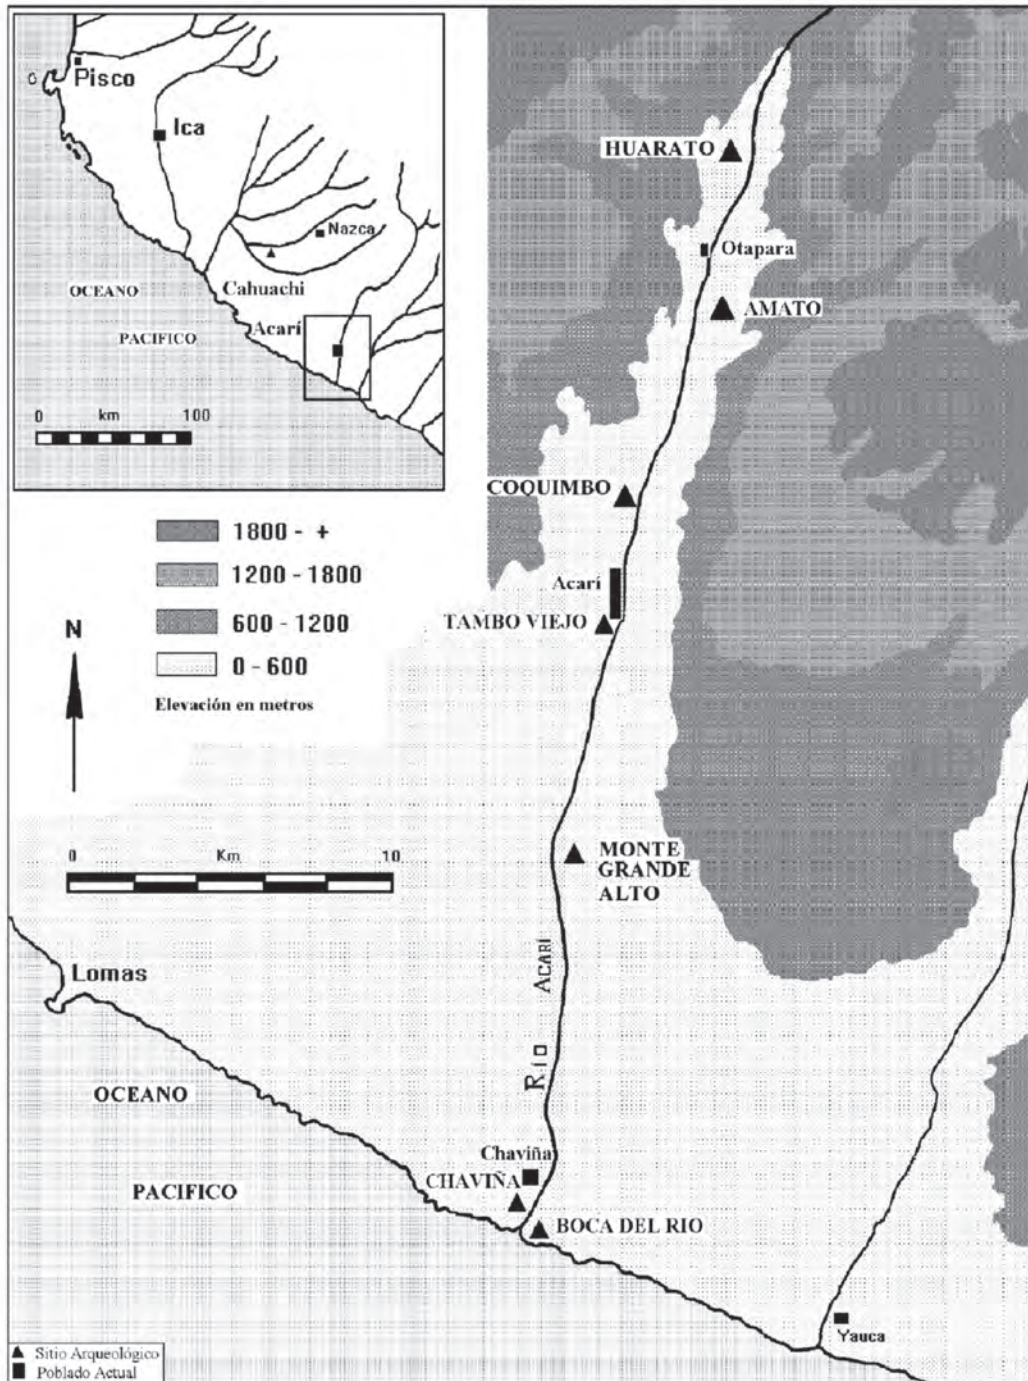 Pisco
Ica
Nazca
Cahuachi
OCEANO
PACIFICO
Acarí
0 km 100
HUARATO
Otapara
AMATO
COQUIMBO
1800 - +
1200 - 1800
600 - 1200
0 - 600
Elevación en metros
N
Acarí
TAMBO VIEJO
0 Km 10
MONTE
GRANDE
ALTO
Lomas
Río ACARÍ
OCEANO
PACIFICO
Chaviña
CHAVIÑA
BOCA DEL RIO
Yauca
Sitio Arqueológico
Poblado Actual